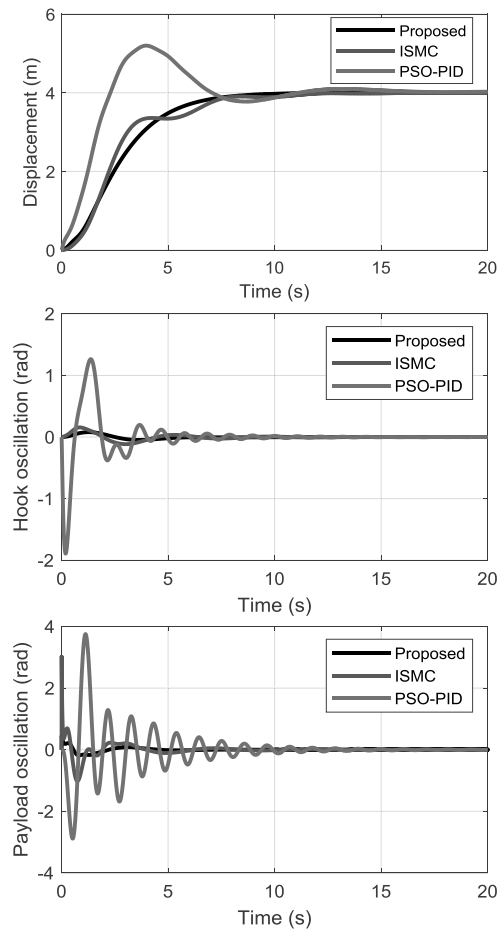 6
4
2
0
Displacement (m)
Proposed
ISMC
PSO-PID
0 5 10 15 20
Time (s)
2
1
0
-1
-2
Hook oscillation (rad)
Proposed
ISMC
PSO-PID
0 5 10 15 20
Time (s)
4
2
0
-2
-4
Payload oscillation (rad)
Proposed
ISMC
PSO-PID
0 5 10 15 20
Time (s)